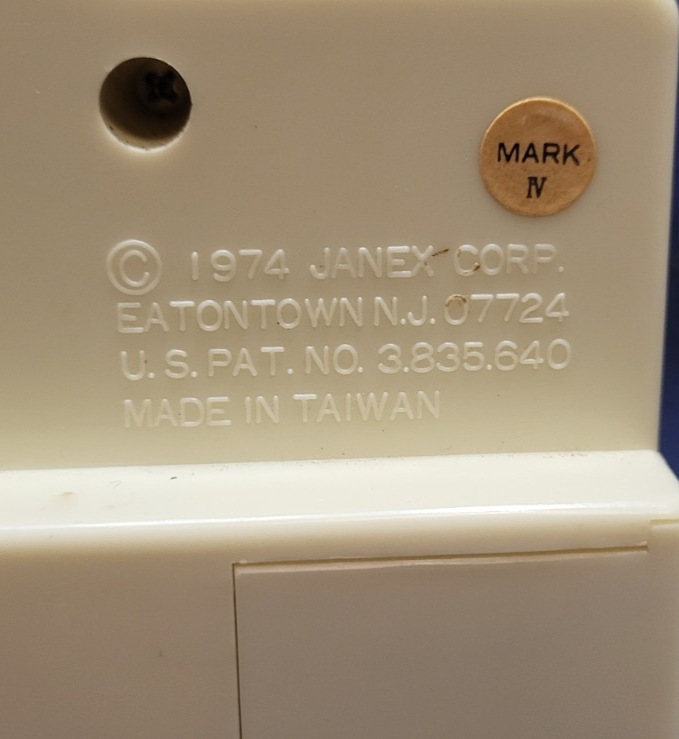 MARK
IV
© 1974 JANEX CORP.
EATONTOWN N.J. 07724
U.S. PAT. NO. 3.835.640
MADE IN TAIWAN